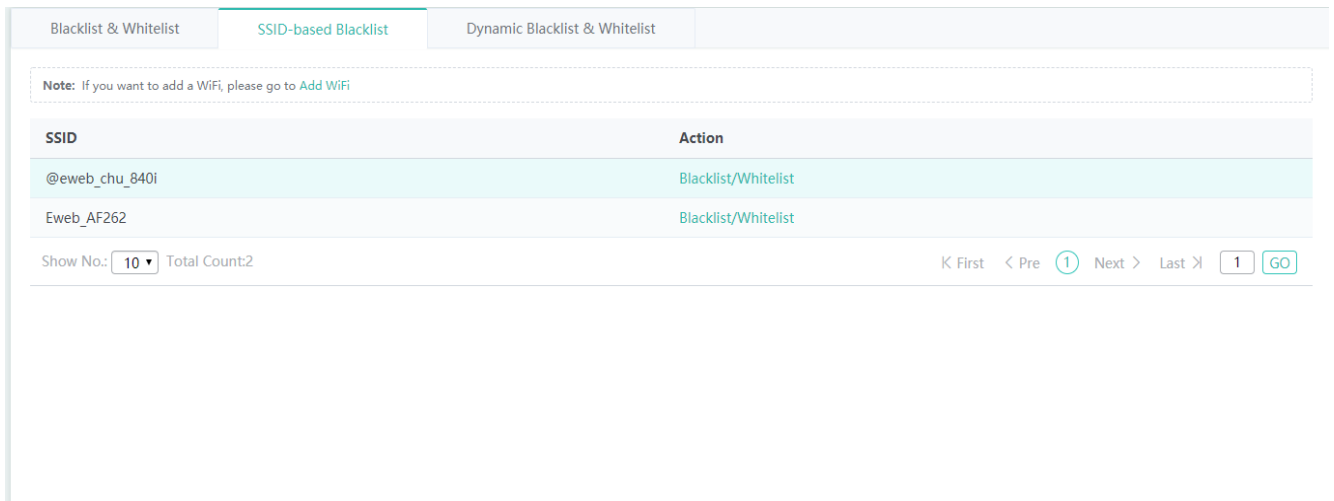 Blacklist & Whitelist SSID-based Blacklist Dynamic Blacklist & Whitelist
Note: If you want to add a WiFi, please go to Add WiFi
SSID Action
@eweb_chu_840i Blacklist/Whitelist
Eweb_AF262 Blacklist/Whitelist
Show No.: 10 Total Count:2 First Pre 1 Next Last 1 GO